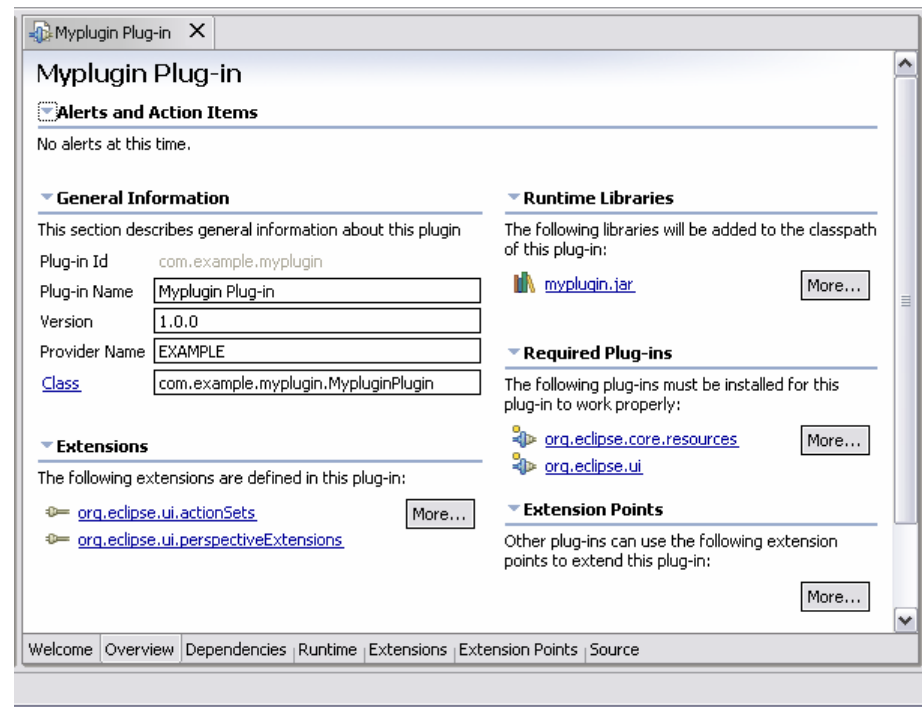 Myplugin Plug-in
Myplugin Plug-in
Alerts and Action Items
No alerts at this time.
General Information
This section describes general information about this plugin
Plug-in Id com.example.myplugin
Plug-in Name Myplugin Plug-in
Version 1.0.0
Provider Name EXAMPLE
Class com.example.myplugin.MypluginPlugin
Extensions
The following extensions are defined in this plug-in:
org.eclipse.ui.actionSets More...
org.eclipse.ui.perspectiveExtensions
Runtime Libraries
The following libraries will be added to the classpath
of this plug-in:
myplugin.jar More...
Required Plug-ins
The following plug-ins must be installed for this
plug-in to work properly:
org.eclipse.core.resources More...
org.eclipse.ui
Extension Points
Other plug-ins can use the following extension
points to extend this plug-in:
More...
Welcome Overview Dependencies Runtime Extensions Extension Points Source